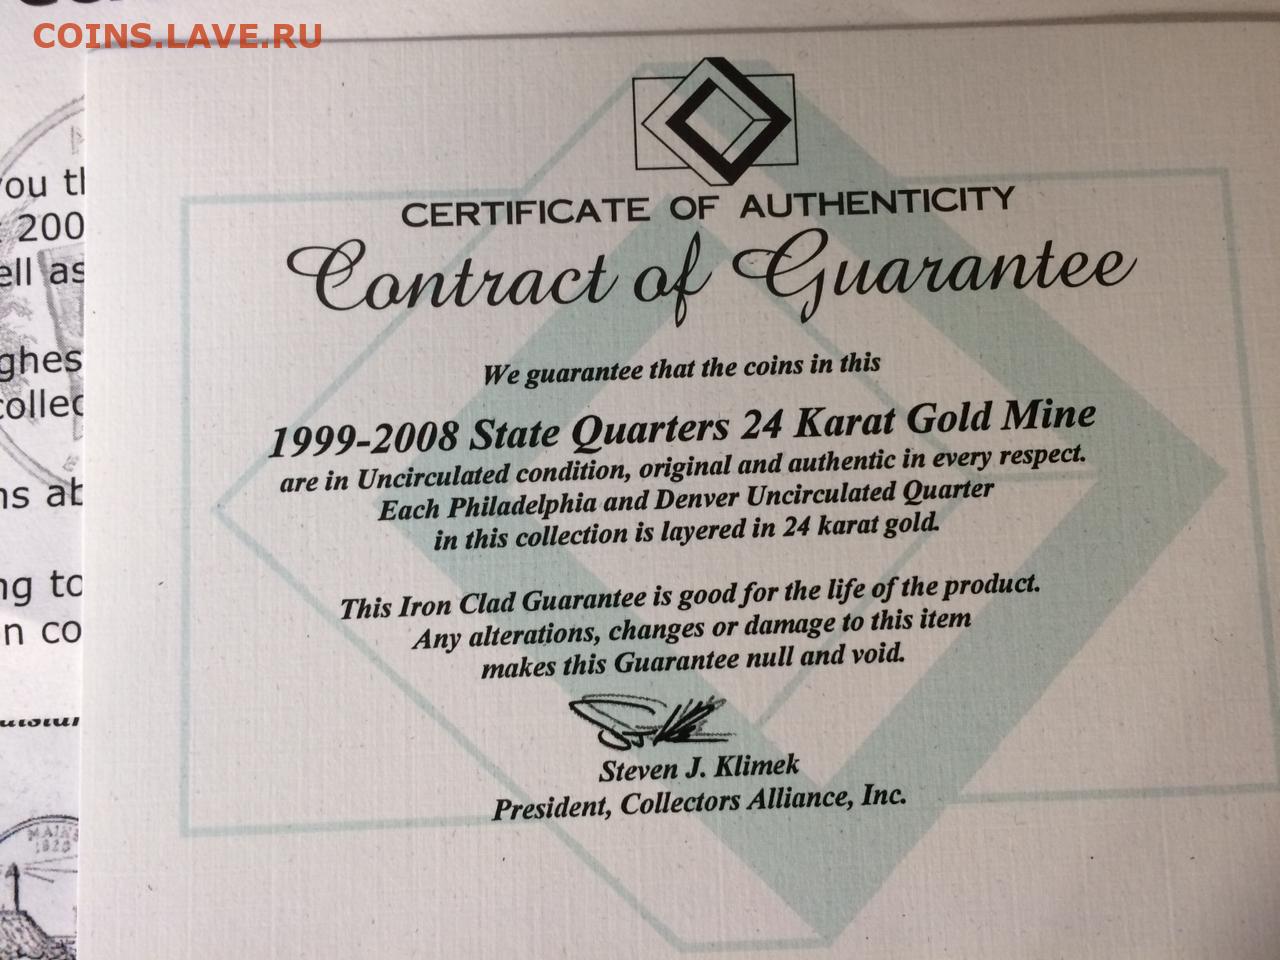 COINS.LAVE.RU
you
200
ell as
ghes
collec
ns ab
ng to
n co
MAINE
1820
CERTIFICATE OF AUTHENTICITY
Contract of Guarantee
We guarantee that the coins in this
1999-2008 State Quarters 24 Karat Gold Mine
are in Uncirculated condition, original and authentic in every respect.
Each Philadelphia and Denver Uncirculated Quarter
in this collection is layered in 24 karat gold.
This Iron Clad Guarantee is good for the life of the product.
Any alterations, changes or damage to this item
makes this Guarantee null and void.
Steven J. Klimek
President, Collectors Alliance, Inc.